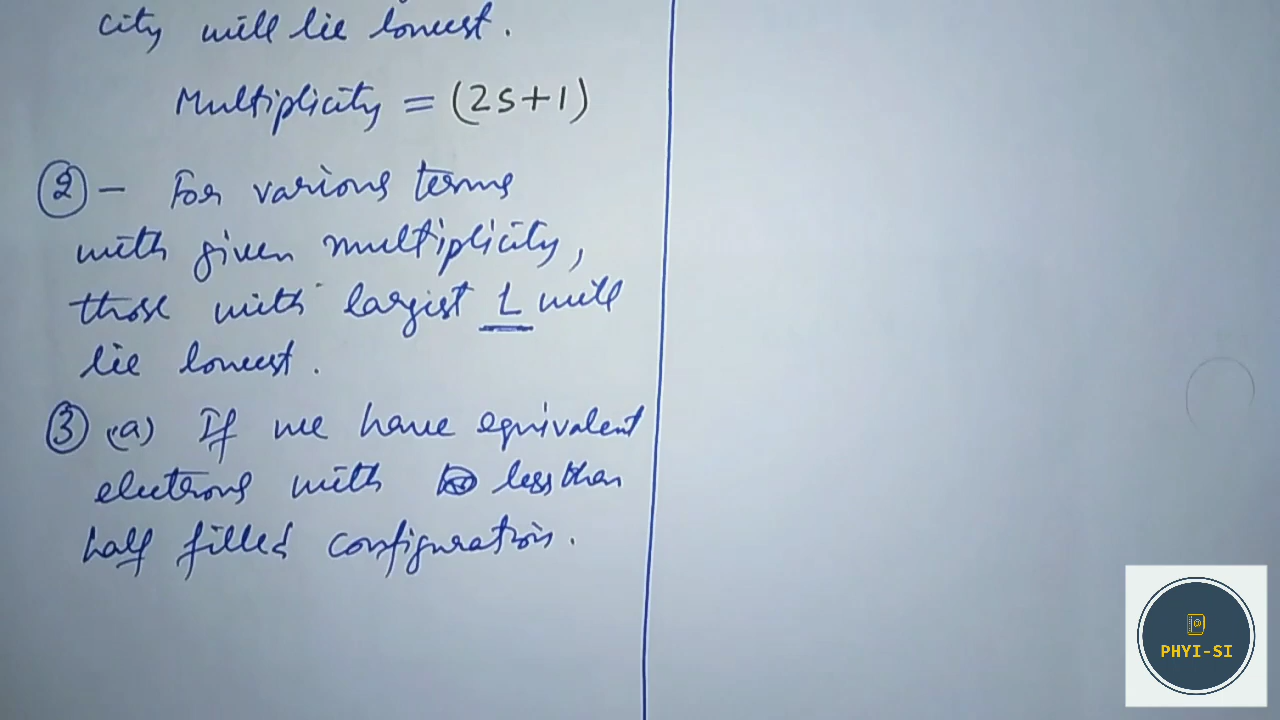 city will lie lowest.
Multiplicity = (2s+1)
② - For various terms
with given multiplicity,
those with largest L will
lie lowest.
③ (a) If we have equivalent
electrons with less than
half filled configuration.
PHYI-SI